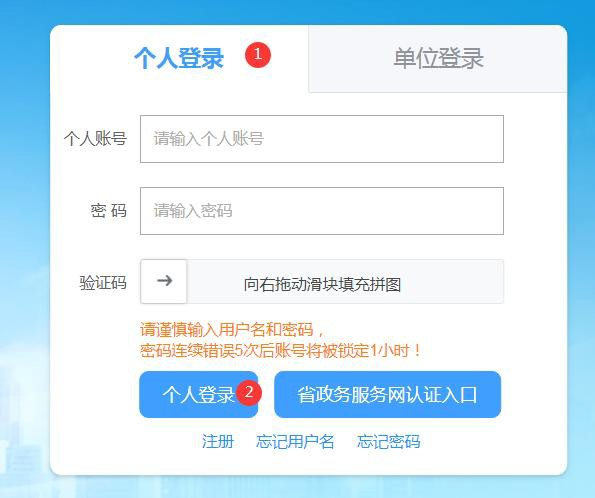 个人登录 1 单位登录
个人账号 请输入个人账号
密 码 请输入密码
验证码 → 向右拖动滑块填充拼图
请谨慎输入用户名和密码，
密码连续错误5次后账号将被锁定1小时！
个人登录 2 省政务服务网认证入口
注册 忘记用户名 忘记密码